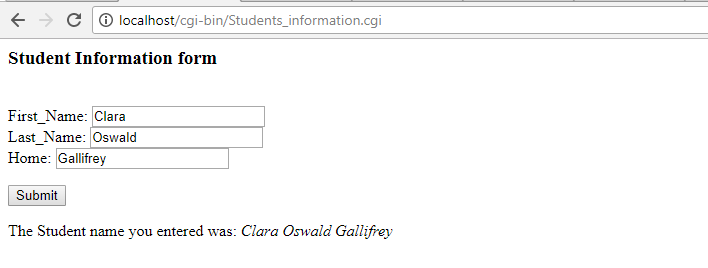 localhost/cgi-bin/Students_information.cgi
Student Information form
First_Name: Clara
Last_Name: Oswald
Home: Gallifrey
Submit
The Student name you entered was: Clara Oswald Gallifrey